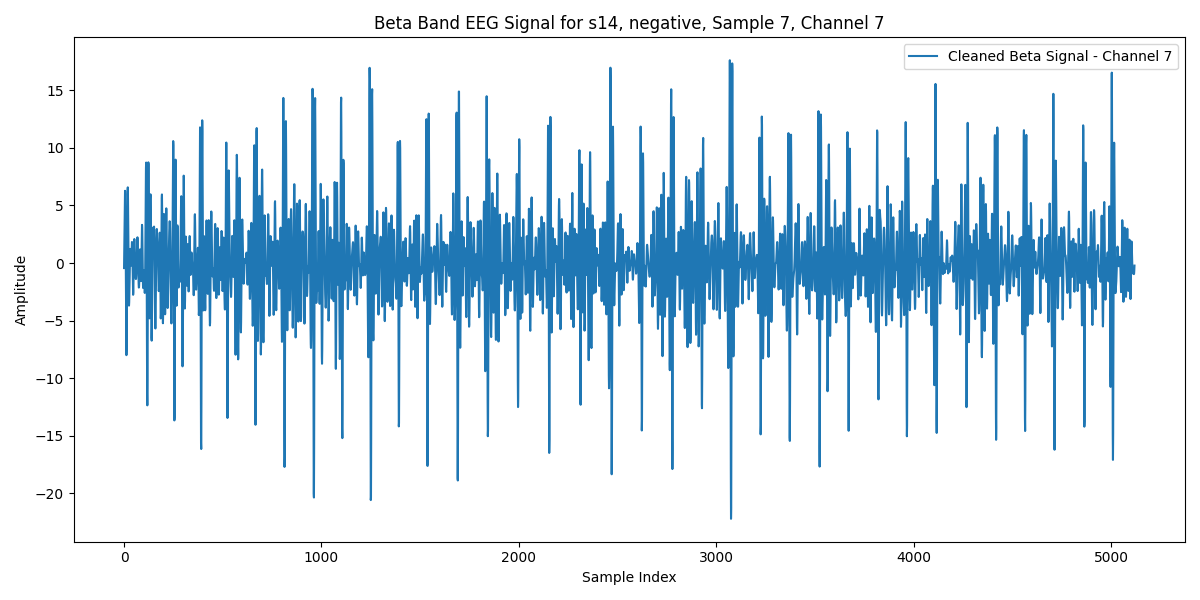 Beta Band EEG Signal for s14, negative, Sample 7, Channel 7
Cleaned Beta Signal - Channel 7
Amplitude
15
10
5
0
−5
−10
−15
−20
0 1000 2000 3000 4000 5000
Sample Index